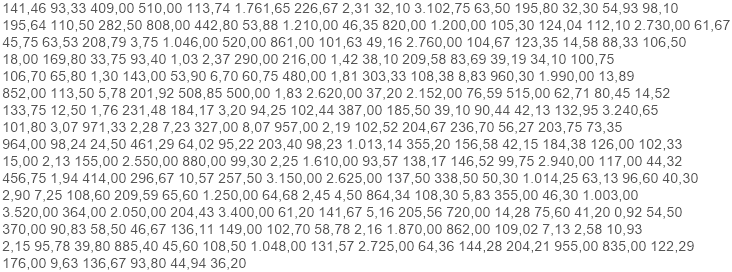 141,46 93,33 409,00 510,00 113,74 1.761,65 226,67 2,31 32,10 3.102,75 63,50 195,80 32,30 54,93 98,10
195,64 110,50 282,50 808,00 442,80 53,88 1.210,00 46,35 820,00 1.200,00 105,30 124,04 112,10 2.730,00 61,67
45,75 63,53 208,79 3,75 1.046,00 520,00 861,00 101,63 49,16 2.760,00 104,67 123,35 14,58 88,33 106,50
18,00 169,80 33,75 93,40 1,03 2,37 290,00 216,00 1,42 38,10 209,58 83,69 39,19 34,10 100,75
106,70 65,80 1,30 143,00 53,90 6,70 60,75 480,00 1,81 303,33 108,38 8,83 960,30 1.990,00 13,89
852,00 113,50 5,78 201,92 508,85 500,00 1,83 2.620,00 37,20 2.152,00 76,59 515,00 62,71 80,45 14,52
133,75 12,50 1,76 231,48 184,17 3,20 94,25 102,44 387,00 185,50 39,10 90,44 42,13 132,95 3.240,65
101,80 3,07 971,33 2,28 7,23 327,00 8,07 957,00 2,19 102,52 204,67 236,70 56,27 203,75 73,35
964,00 98,24 24,50 461,29 64,02 95,22 203,40 98,23 1.013,14 355,20 156,58 42,15 184,38 126,00 102,33
15,00 2,13 155,00 2.550,00 880,00 99,30 2,25 1.610,00 93,57 138,17 146,52 99,75 2.940,00 117,00 44,32
456,75 1,94 414,00 296,67 10,57 257,50 3.150,00 2.625,00 137,50 338,50 50,30 1.014,25 63,13 96,60 40,30
2,90 7,25 108,60 209,59 65,60 1.250,00 64,68 2,45 4,50 864,34 108,30 5,83 355,00 46,30 1.003,00
3.520,00 364,00 2.050,00 204,43 3.400,00 61,20 141,67 5,16 205,56 720,00 14,28 75,60 41,20 0,92 54,50
370,00 90,83 58,50 46,67 136,11 149,00 102,70 58,78 2,16 1.870,00 862,00 109,02 7,13 2,58 10,93
2,15 95,78 39,80 885,40 45,60 108,50 1.048,00 131,57 2.725,00 64,36 144,28 204,21 955,00 835,00 122,29
176,00 9,63 136,67 93,80 44,94 36,20